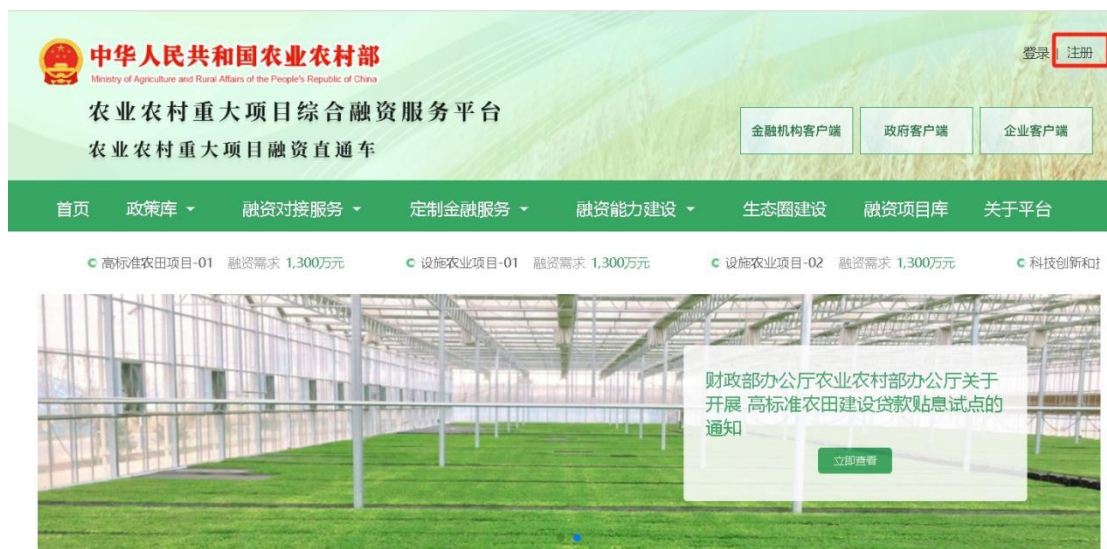 中华人民共和国农业农村部
Ministry of Agriculture and Rural Affairs of the People's Republic of China
农业农村重大项目综合融资服务平台
农业农村重大项目融资直通车
登录 | 注册
金融机构客户端 政府客户端 企业客户端
首页 政策库 融资对接服务 定制金融服务 融资能力建设 生态圈建设 融资项目库 关于平台
高标准农田项目-01 融资需求 1,300万元 设施农业项目-01 融资需求 1,300万元 设施农业项目-02 融资需求 1,300万元 科技创新和
财政部办公厅农业农村部办公厅关于
开展 高标准农田建设贷款贴息试点的
通知
立即查看